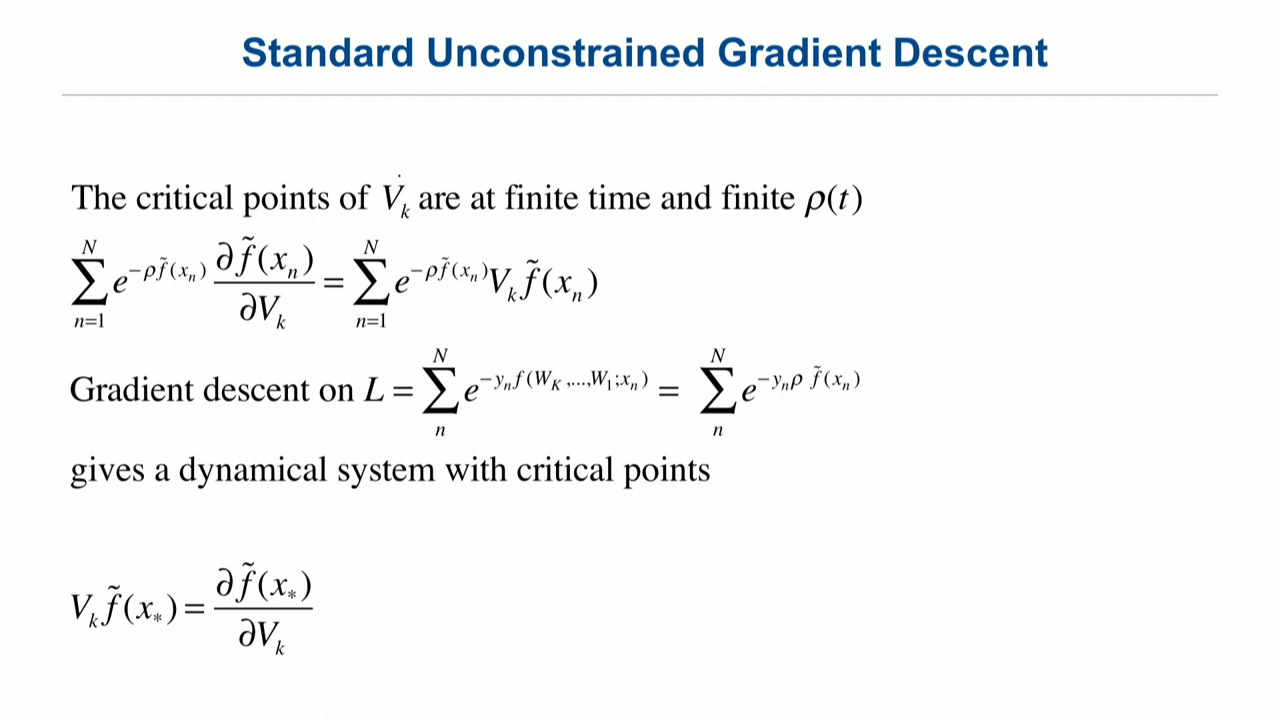 Standard Unconstrained Gradient Descent
The critical points of V̇_k are at finite time and finite ρ(t)
∑_{n=1}^{N} e^{−ρf̃(x_n)} ∂f̃(x_n)/∂V_k = ∑_{n=1}^{N} e^{−ρf̃(x_n)} V_k f̃(x_n)
Gradient descent on L = ∑_{n}^{N} e^{−y_n f(W_K,...,W_1;x_n)} = ∑_{n}^{N} e^{−y_n ρ f̃(x_n)}
gives a dynamical system with critical points
V_k f̃(x_*) = ∂f̃(x_*)/∂V_k